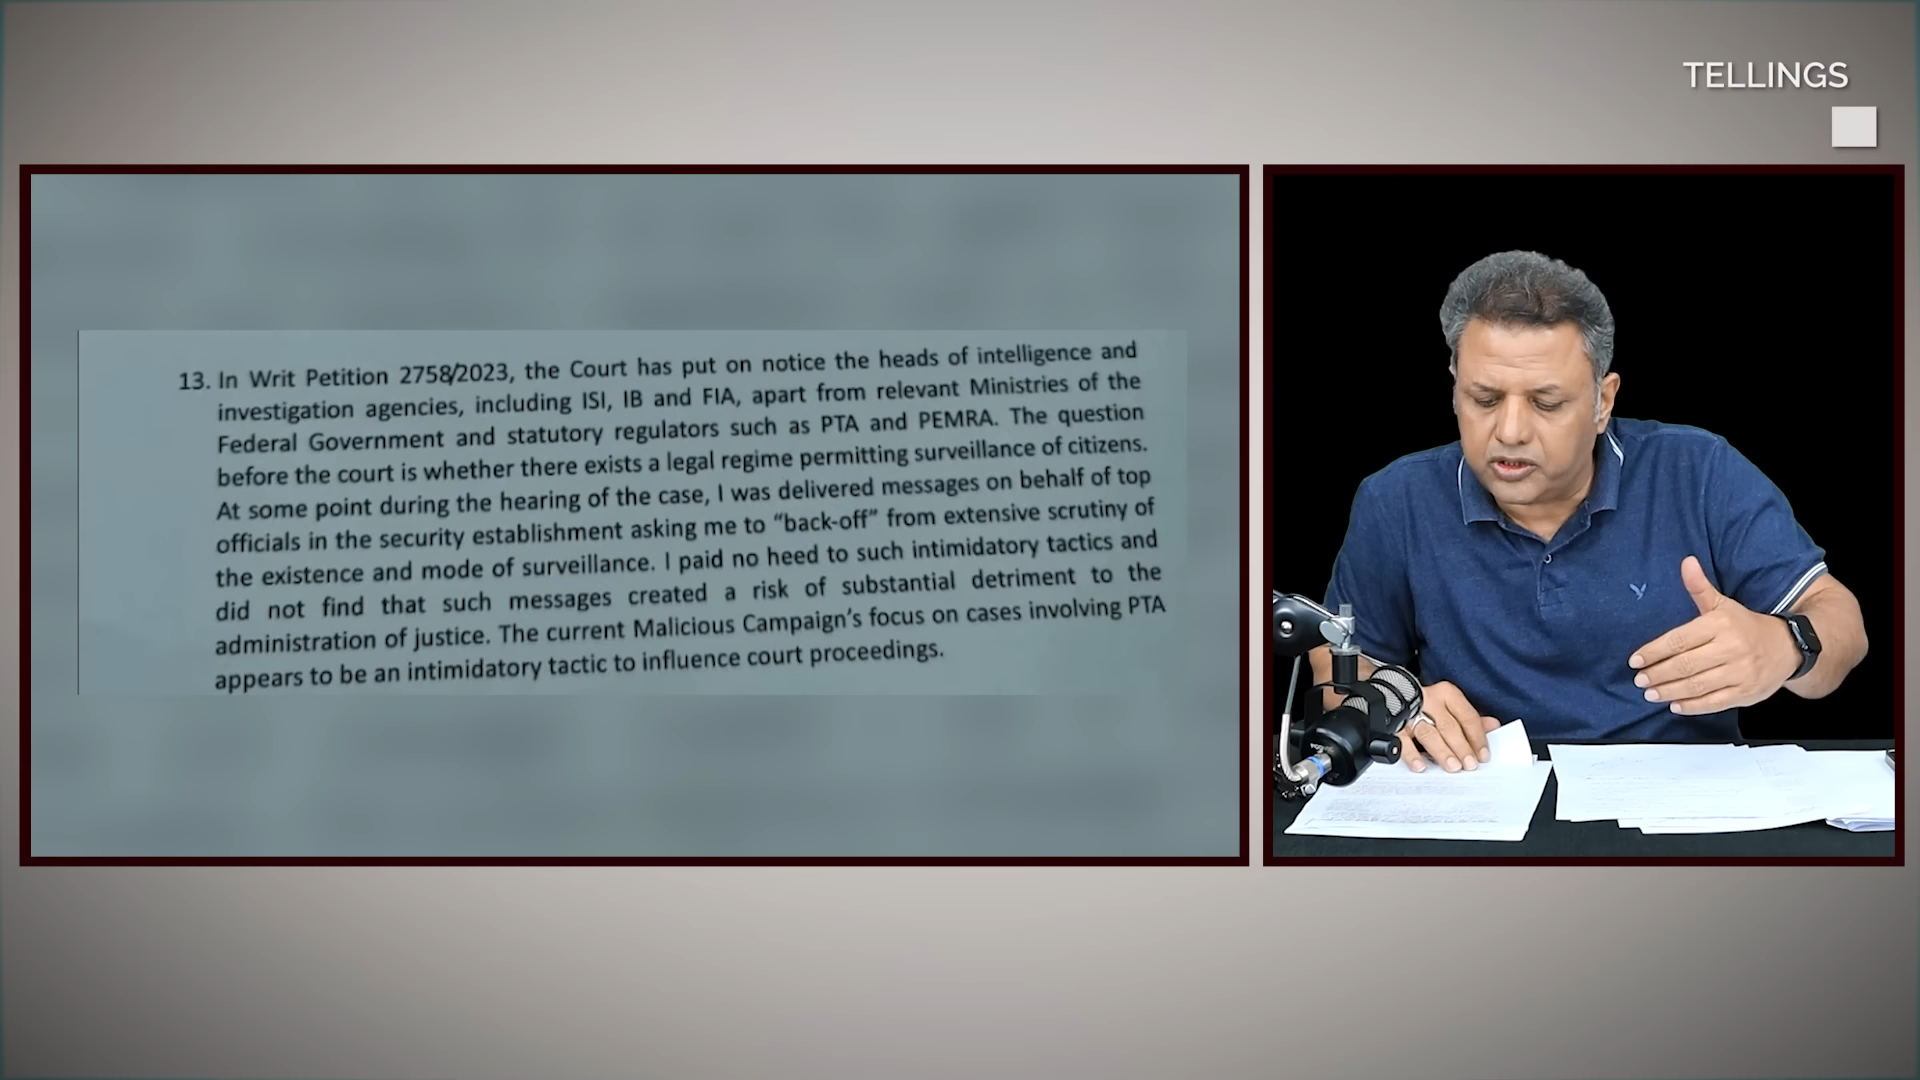 TELLINGS
13. In Writ Petition 2758/2023, the Court has put on notice the heads of intelligence and
investigation agencies, including ISI, IB and FIA, apart from relevant Ministries of the
Federal Government and statutory regulators such as PTA and PEMRA. The question
before the court is whether there exists a legal regime permitting surveillance of citizens.
At some point during the hearing of the case, I was delivered messages on behalf of top
officials in the security establishment asking me to “back-off” from extensive scrutiny of
the existence and mode of surveillance. I paid no heed to such intimidatory tactics and
did not find that such messages created a risk of substantial detriment to the
administration of justice. The current Malicious Campaign’s focus on cases involving PTA
appears to be an intimidatory tactic to influence court proceedings.